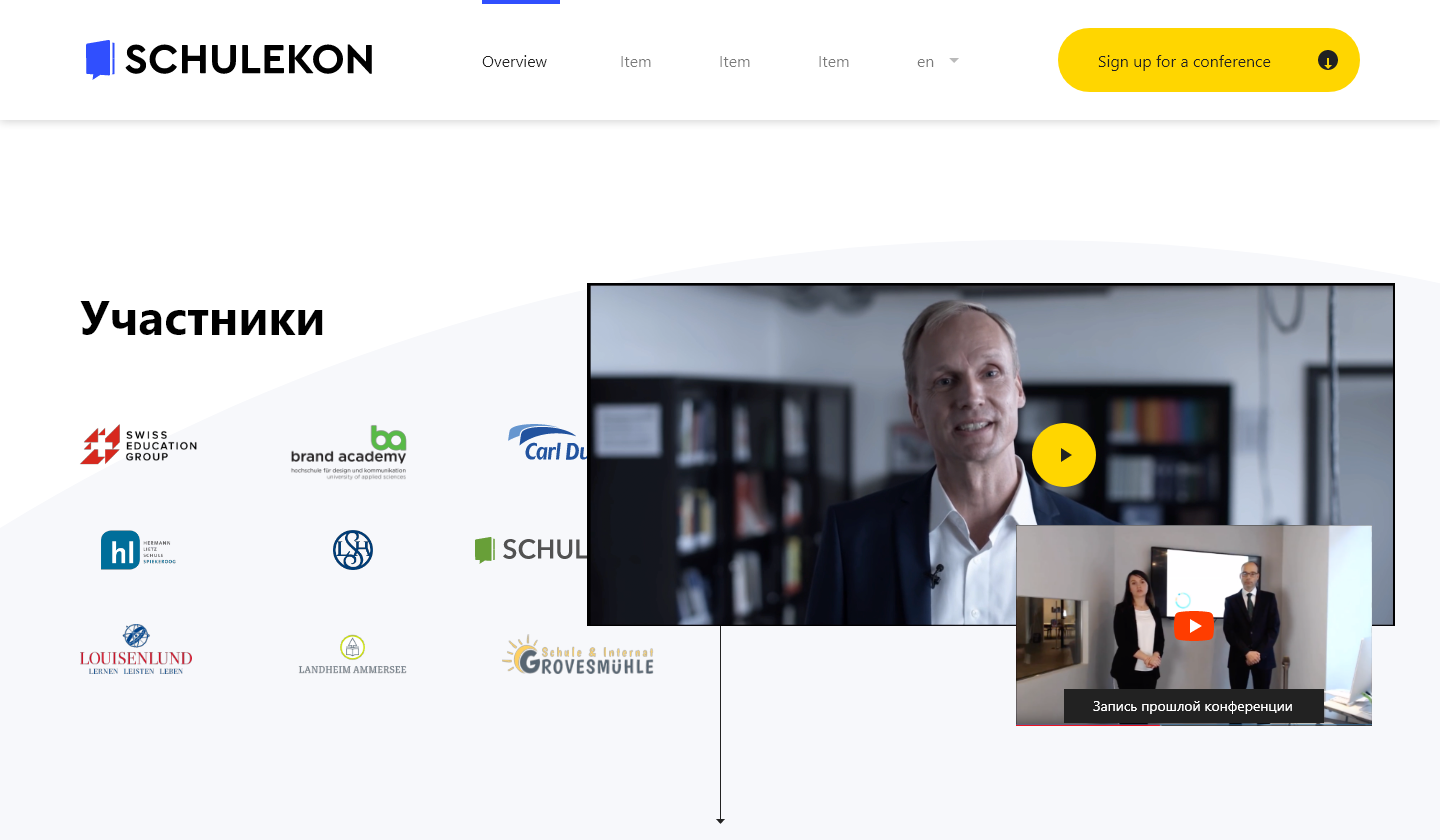 SCHULEKON
Overview
Item
Item
Item
en
Sign up for a conference
Участники
SWISS
EDUCATION
GROUP
ba
brand academy
hochschule für design und kommunikation
university of applied sciences
Carl Du
hl
HERMANN
LIETZ
SCHULE
SPIEKEROOG
LSH
SCHUL
LOUISENLUND
LERNEN LEISTEN LEBEN
LANDHEIM AMMERSEE
Schule & Internat
GROVESMÜHLE
Запись прошлой конференции